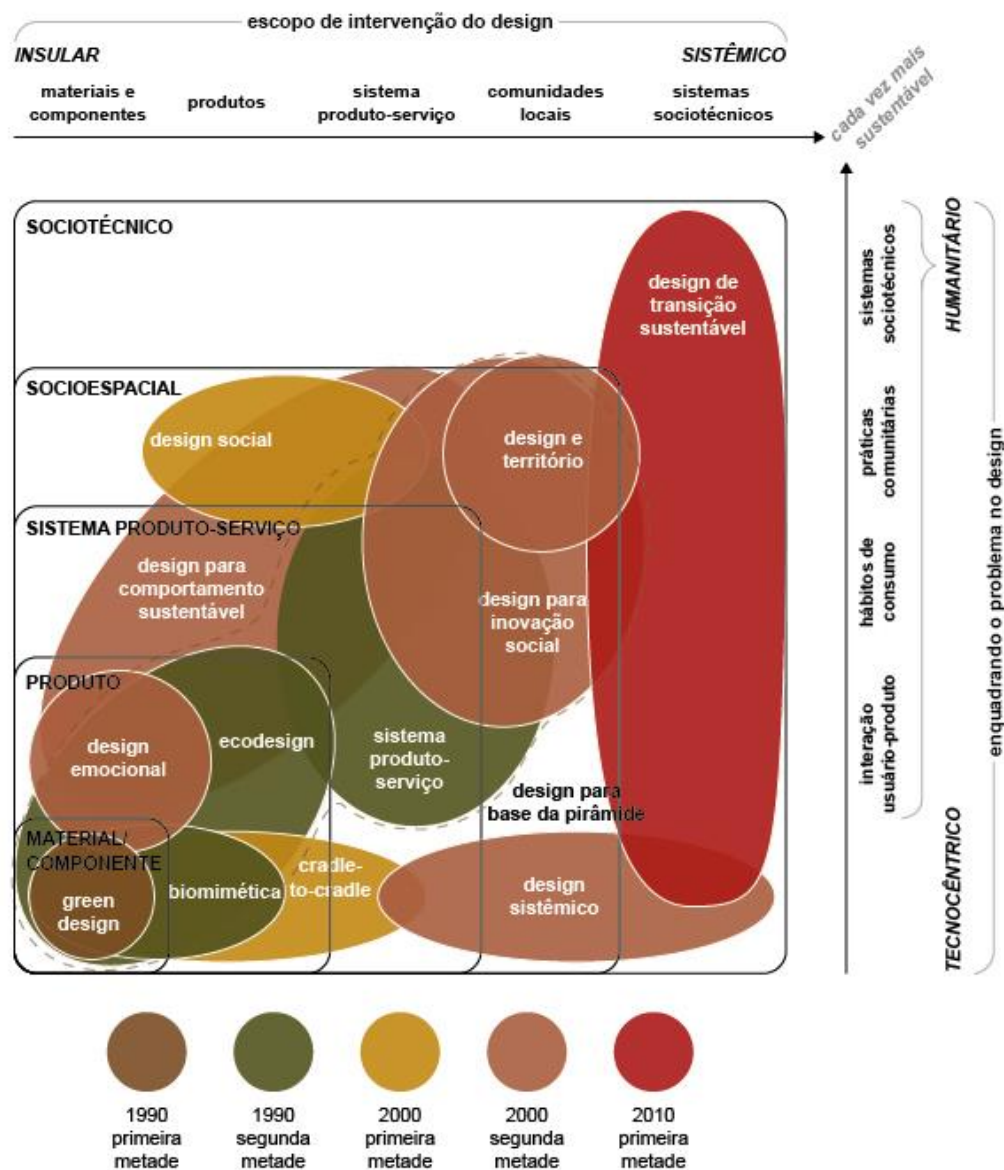 escopo de intervenção do design
INSULAR
SISTÊMICO
materiais e
componentes
produtos
sistema
produto-serviço
comunidades
locais
sistemas
sociotécnicos
cada vez mais
sustentável
SOCIOTÉCNICO
design de
transição
sustentável
SOCIOESPACIAL
design social
design e
território
SISTEMA PRODUTO-SERVIÇO
design para
comportamento
sustentável
design para
inovação
social
PRODUTO
design
emocional
ecodesign
sistema
produto-
serviço
design para
base da pirâmide
MATERIAL/
COMPONENTE
green
design
biomimética
cradle-
to-cradle
design
sistêmico
sistemas
sociotécnicos
práticas
comunitárias
hábitos de
consumo
interação
usuário-produto
HUMANITÁRIO
TECNOCÊNTRICO
enquadrando o problema no design
1990
primeira
metade
1990
segunda
metade
2000
primeira
metade
2000
segunda
metade
2010
primeira
metade